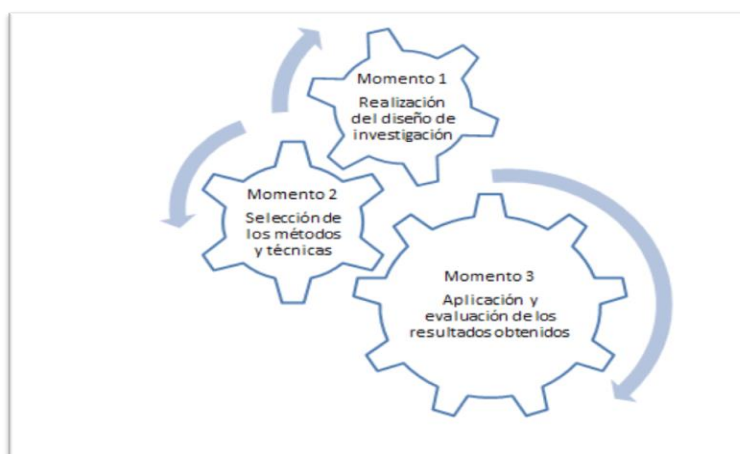 Momento 1
Realización
del diseño de
investigación
Momento 2
Selección de
los métodos
y técnicas
Momento 3
Aplicación y
evaluación de los
resultados obtenidos